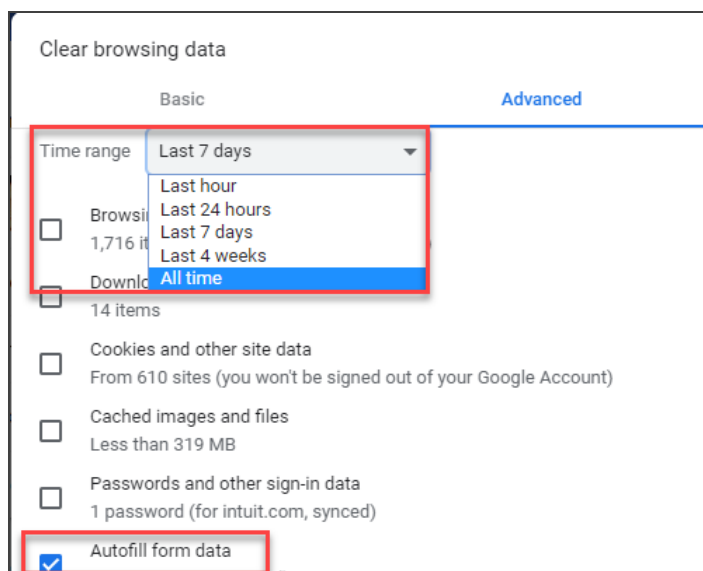 Clear browsing data
Basic Advanced
Time range Last 7 days
Last hour
Browsi Last 24 hours
Last 7 days
1,716 it Last 4 weeks
Downlo All time
14 items
Cookies and other site data
From 610 sites (you won't be signed out of your Google Account)
Cached images and files
Less than 319 MB
Passwords and other sign-in data
1 password (for intuit.com, synced)
Autofill form data